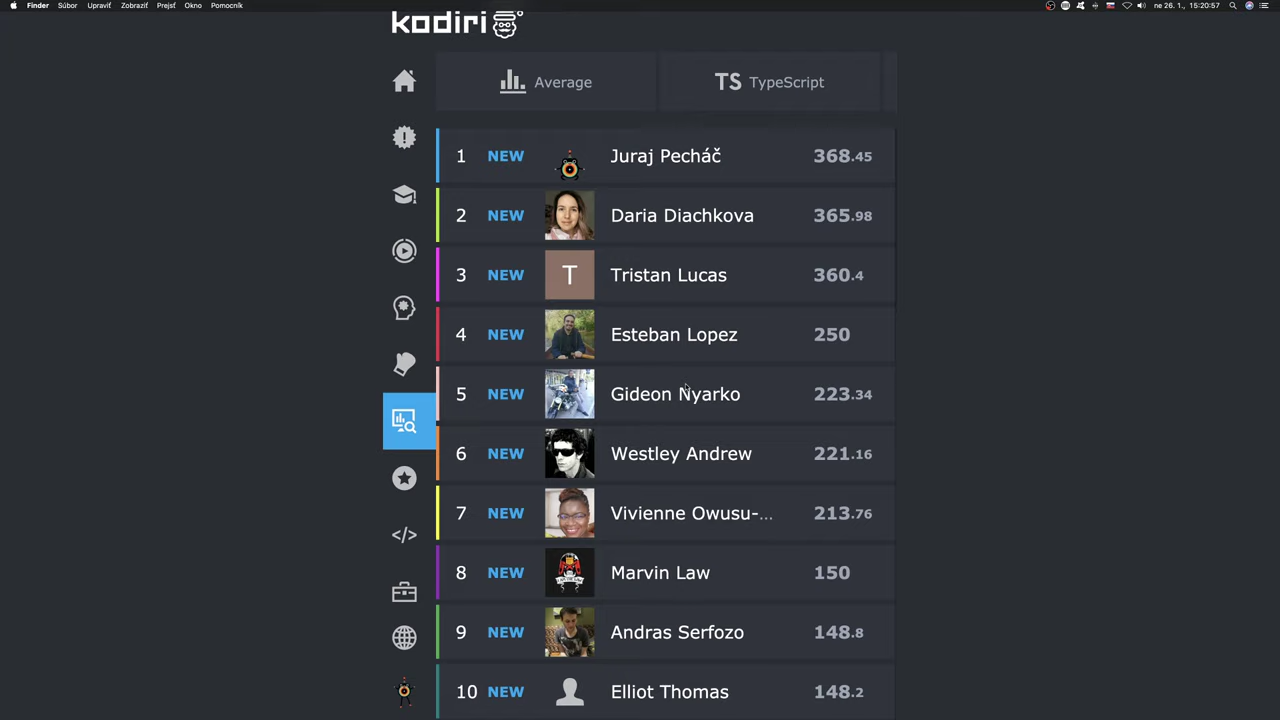 Finder Súbor Upraviť Zobraziť Prejsť Okno Pomocník ne 26. 1., 15:20:57
kodiri
Average TS TypeScript
1 NEW Juraj Pecháč 368.45
2 NEW Daria Diachkova 365.98
3 NEW T Tristan Lucas 360.4
4 NEW Esteban Lopez 250
5 NEW Gideon Nyarko 223.34
6 NEW Westley Andrew 221.16
7 NEW Vivienne Owusu-... 213.76
8 NEW Marvin Law 150
9 NEW Andras Serfozo 148.8
</> 
10 NEW Elliot Thomas 148.2